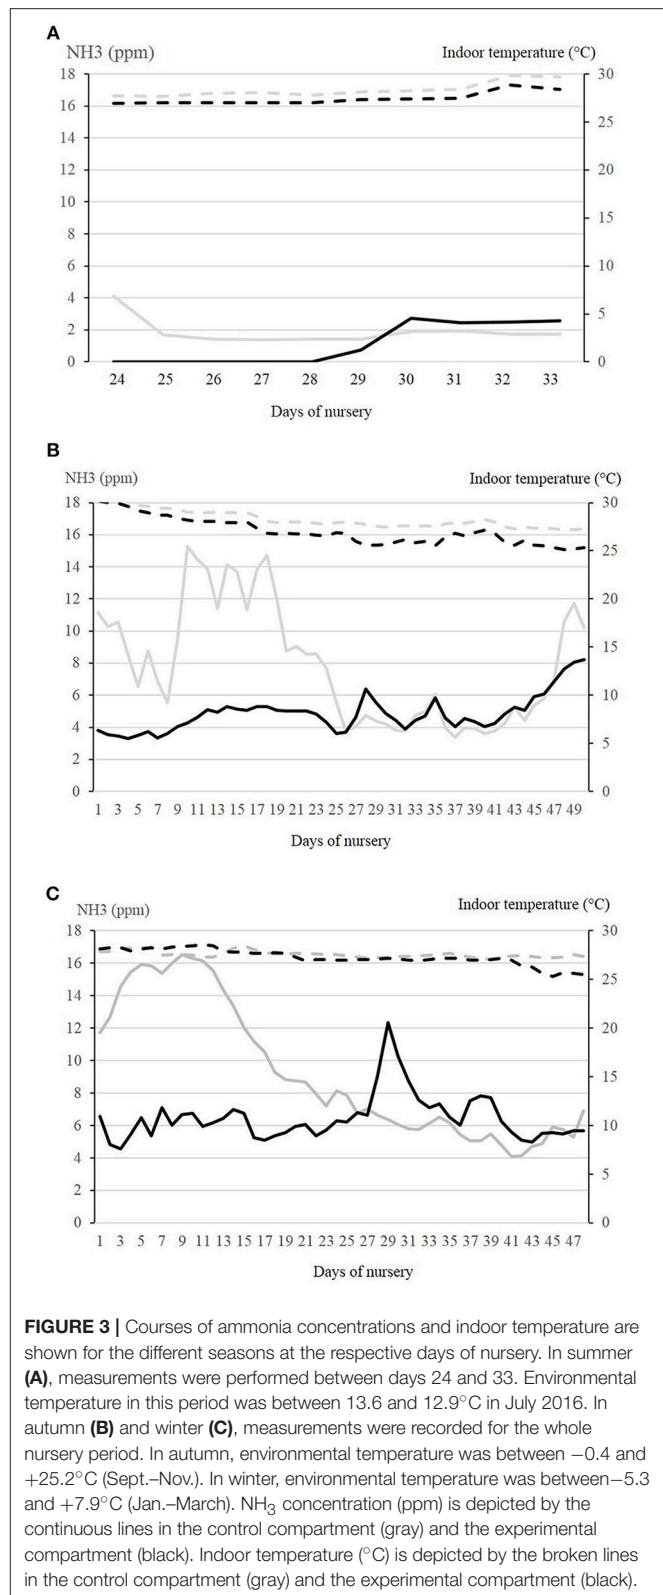 A
NH3 (ppm) Indoor temperature (°C)
18 30
16
14 25
12 20
10
8 15
6 10
4
2 5
0 0
24 25 26 27 28 29 30 31 32 33
Days of nursery
B
NH3 (ppm) Indoor temperature (°C)
18 30
16
14 25
12 20
10
8 15
6 10
4
2 5
0 0
1 3 5 7 9 11 13 15 17 19 21 23 25 27 29 31 33 35 37 39 41 43 45 47 49
Days of nursery
C
NH3 (ppm) Indoor temperature (°C)
18 30
16
14 25
12 20
10
8 15
6 10
4
2 5
0 0
1 3 5 7 9 11 13 15 17 19 21 23 25 27 29 31 33 35 37 39 41 43 45 47
Days of nursery
FIGURE 3 | Courses of ammonia concentrations and indoor temperature are
shown for the different seasons at the respective days of nursery. In summer
(A), measurements were performed between days 24 and 33. Environmental
temperature in this period was between 13.6 and 12.9°C in July 2016. In
autumn (B) and winter (C), measurements were recorded for the whole
nursery period. In autumn, environmental temperature was between −0.4 and
+25.2°C (Sept.–Nov.). In winter, environmental temperature was between−5.3
and +7.9°C (Jan.–March). NH3 concentration (ppm) is depicted by the
continuous lines in the control compartment (gray) and the experimental
compartment (black). Indoor temperature (°C) is depicted by the broken lines
in the control compartment (gray) and the experimental compartment (black).